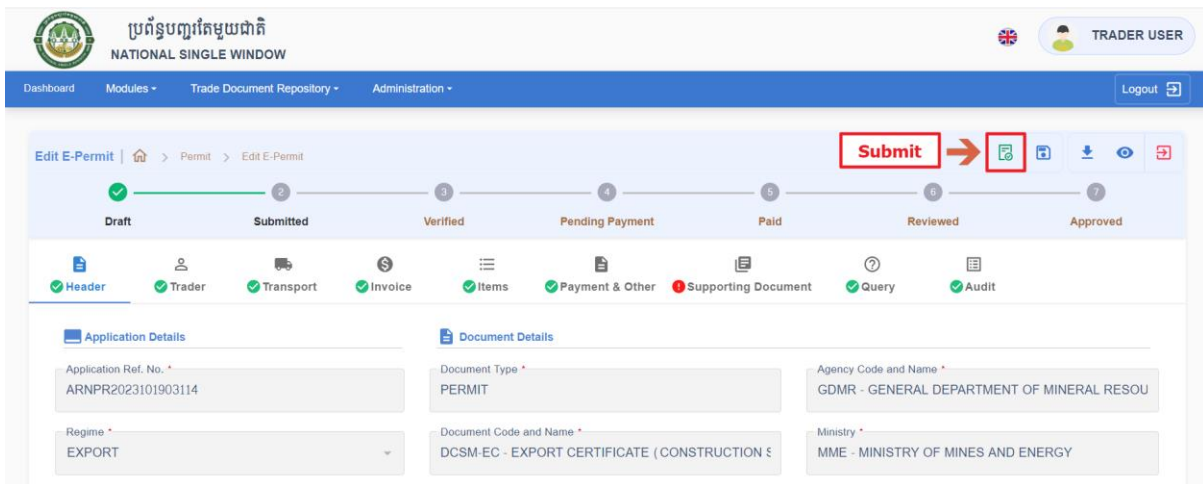 ប្រព័ន្ធបញ្ជរតែមួយជាតិ
NATIONAL SINGLE WINDOW
TRADER USER
Dashboard Modules Trade Document Repository Administration Logout
Edit E-Permit | > Permit > Edit E-Permit
Submit
2 3 4 5 6 7
Draft Submitted Verified Pending Payment Paid Reviewed Approved
Header Trader Transport Invoice Items Payment & Other Supporting Document Query Audit
Application Details Document Details
Application Ref. No. * Document Type * Agency Code and Name *
ARNPR2023101903114 PERMIT GDMR - GENERAL DEPARTMENT OF MINERAL RESOU
Regime * Document Code and Name * Ministry *
EXPORT DCSM-EC - EXPORT CERTIFICATE (CONSTRUCTION S MME - MINISTRY OF MINES AND ENERGY